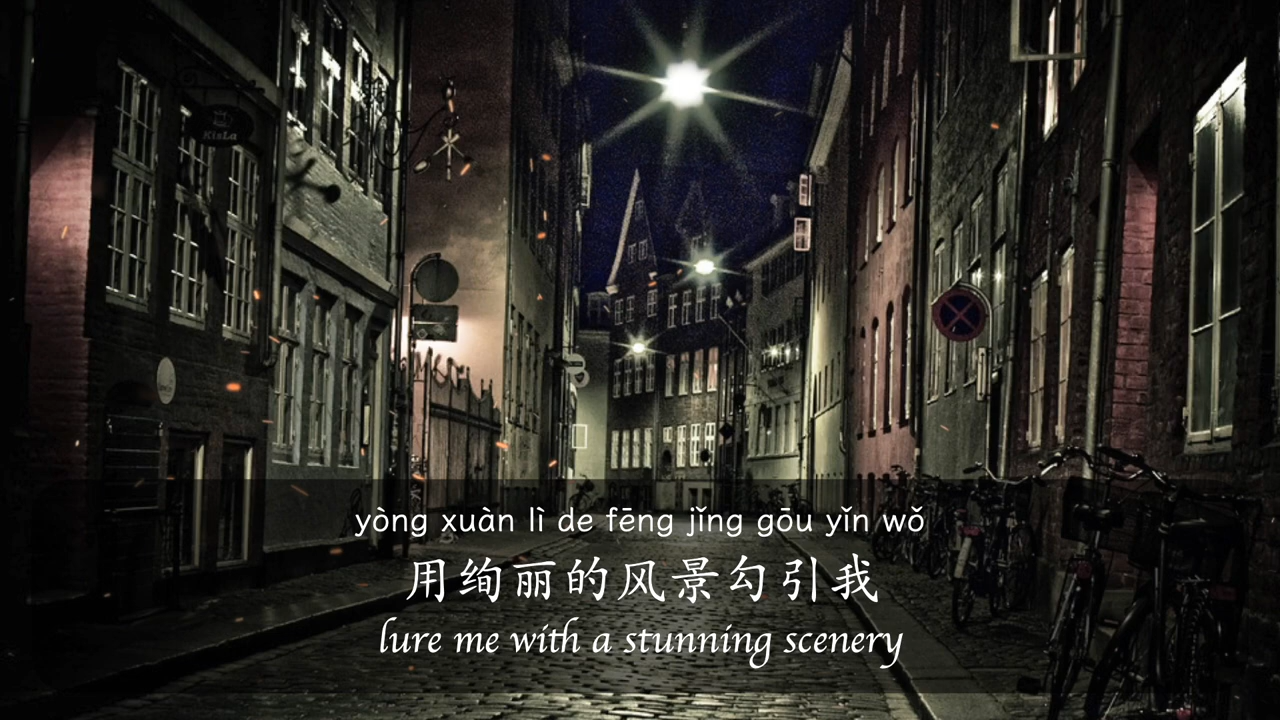 KisLa
yòng xuàn lì de fēng jǐng gōu yǐn wǒ
用绚丽的风景勾引我
lure me with a stunning scenery